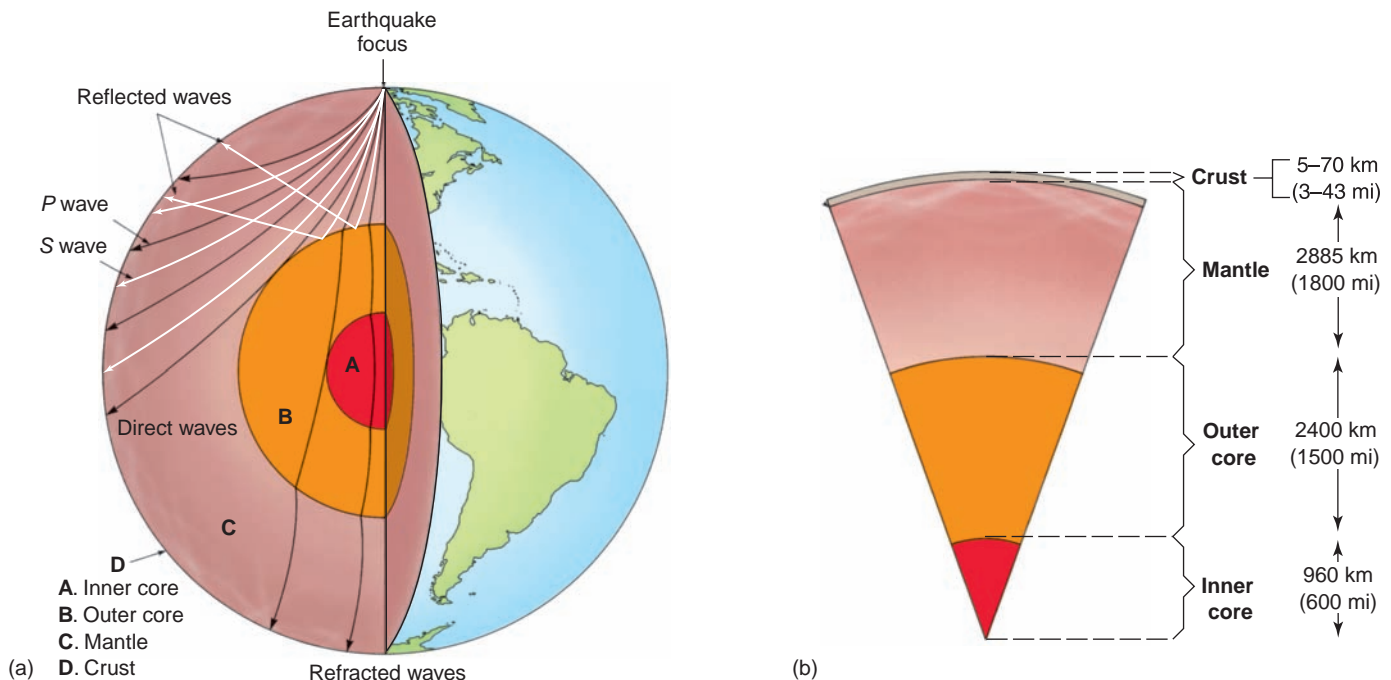 Earthquake
focus
Reflected waves
P wave
S wave
Direct waves
A
B
C
D
A. Inner core
B. Outer core
C. Mantle
D. Crust
(a)
Refracted waves
Crust
5–70 km
(3–43 mi)
Mantle
2885 km
(1800 mi)
Outer
core
2400 km
(1500 mi)
Inner
core
960 km
(600 mi)
(b)